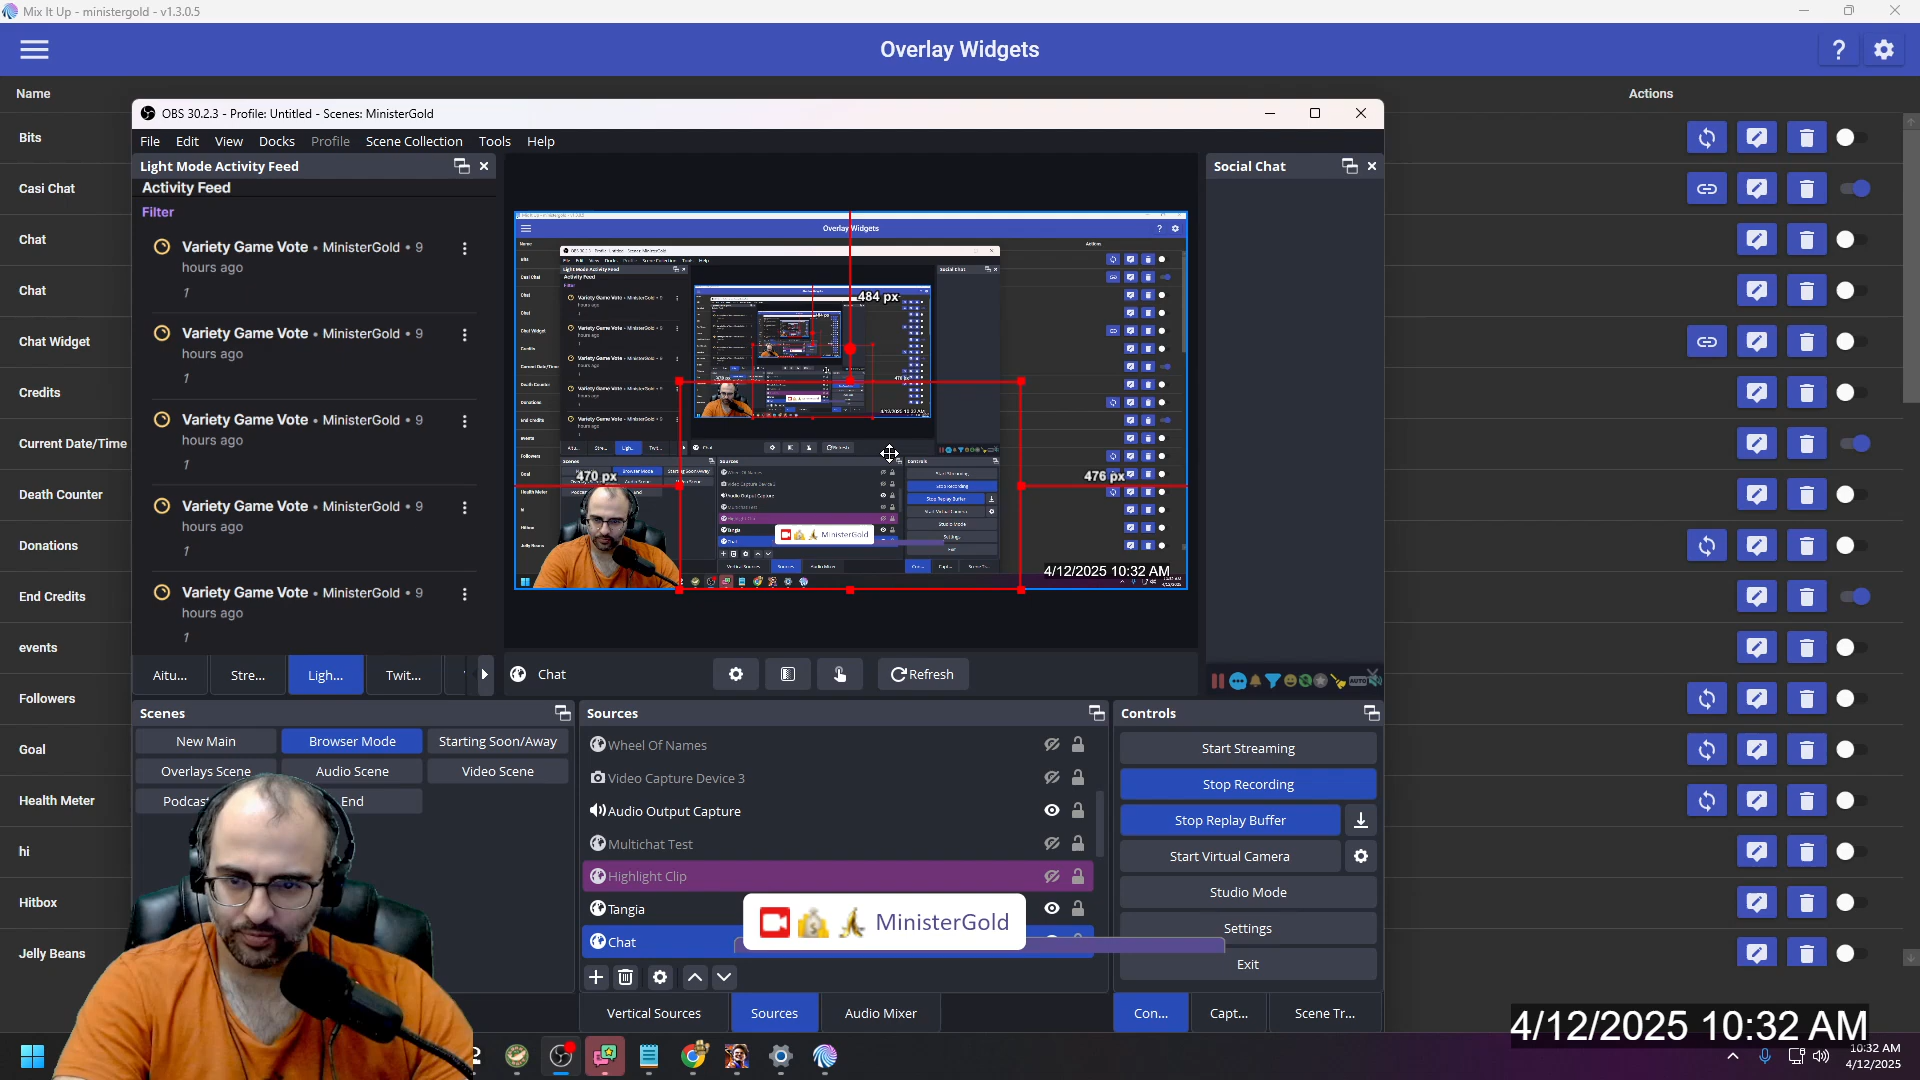 Mix It Up - ministergold - v1.3.0.5
Overlay Widgets
?
Name
Actions
Bits
Casi Chat
Chat
Chat
Chat Widget
Credits
Current Date/Time
Death Counter
Donations
End Credits
events
Followers
Goal
Health Meter
hi
Hitbox
Jelly Beans
OBS 30.2.3 - Profile: Untitled - Scenes: MinisterGold
File Edit View Docks Profile Scene Collection Tools Help
Light Mode Activity Feed
Activity Feed
Filter
Variety Game Vote • MinisterGold • 9
hours ago
1
Variety Game Vote • MinisterGold • 9
hours ago
1
Variety Game Vote • MinisterGold • 9
hours ago
1
Variety Game Vote • MinisterGold • 9
hours ago
1
Variety Game Vote • MinisterGold • 9
hours ago
1
Aitu... Stre... Ligh... Twit...
Overlay Widgets
484 px
470 px
476 px
MinisterGold
4/12/2025 10:32 AM
Social Chat
AUTO
Chat
Refresh
Scenes
New Main Browser Mode Starting Soon/Away
Overlays Scene Audio Scene Video Scene
Podcas End
Sources
Wheel Of Names
Video Capture Device 3
Audio Output Capture
Multichat Test
Highlight Clip
Tangia
Chat
MinisterGold
Vertical Sources Sources Audio Mixer
Controls
Start Streaming
Stop Recording
Stop Replay Buffer
Start Virtual Camera
Studio Mode
Settings
Exit
Con... Capt... Scene Tr...
4/12/2025 10:32 AM
10:32 AM
4/12/2025